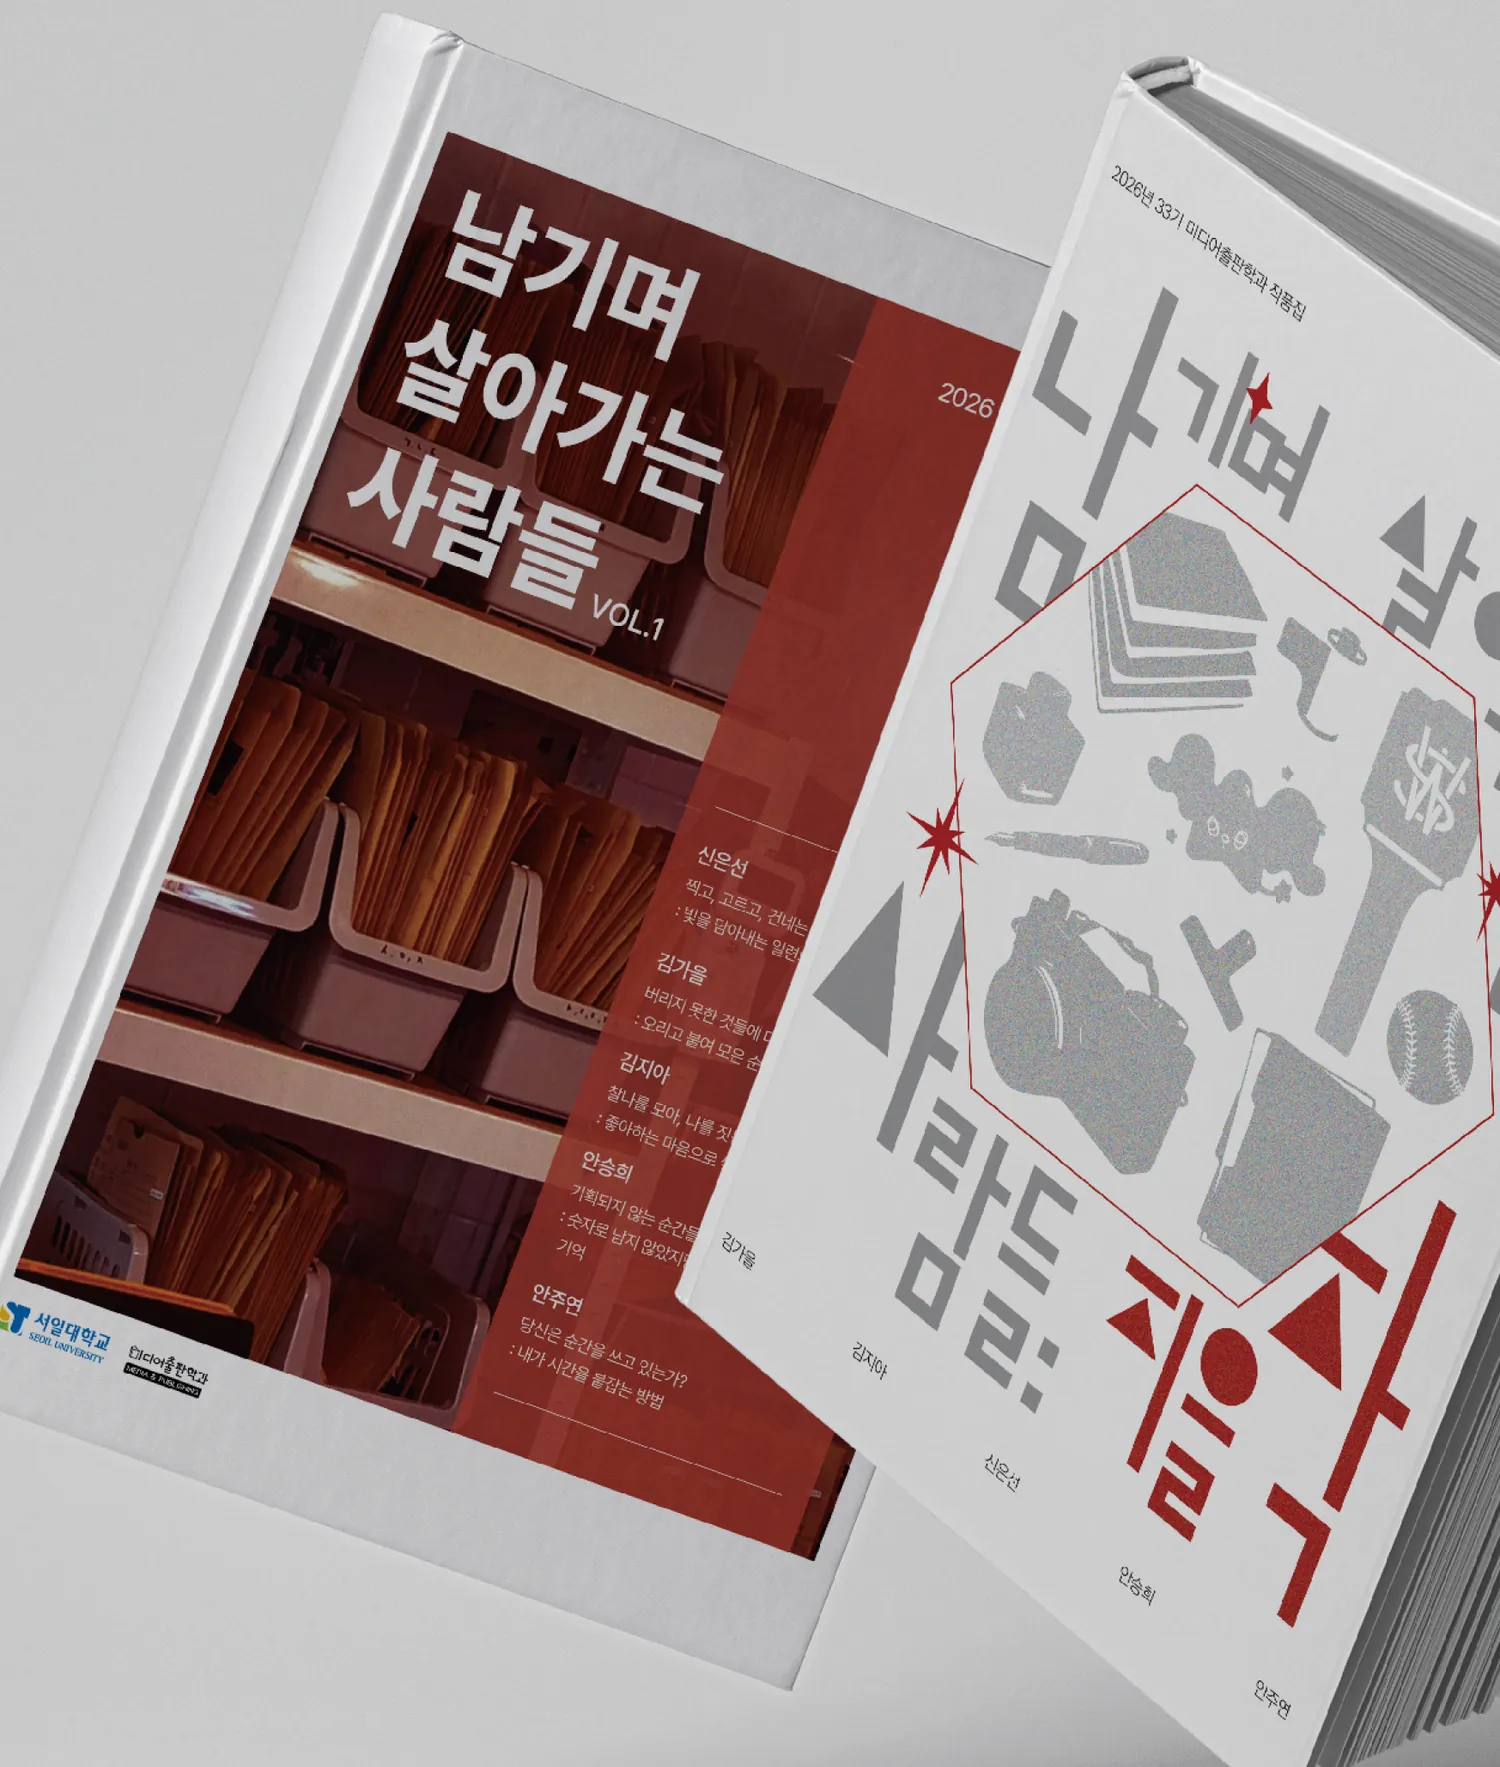 남기며
살아가는
사람들
VOL.1
2026
신은선
찍고, 고르고, 건네는
: 빛을 담아내는 일련
김가을
버리지 못한 것들에
: 오리고 붙여 모은 순
김지아
찰나를 모아, 나를 짓
: 좋아하는 마음으로
안승희
기획되지 않는 순간들
: 숫자로 남지 않았지만
기억
안주연
당신은 순간을 쓰고 있는가?
: 내가 시간을 붙잡는 방법
서일대학교
SEOIL UNIVERSITY
미디어출판학과
MEDIA & PUBLISHING
2026년 33기 미디어출판학과 작품집
남기며 살
사람들:
직을
김가을
김지아
신은선
안승희
안주연